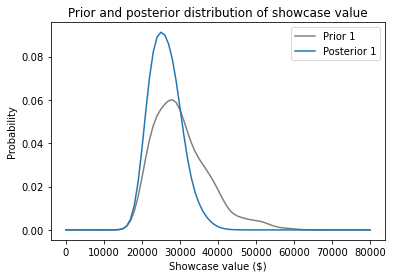 Prior and posterior distribution of showcase value
Prior 1
Posterior 1
Probability
0.08
0.06
0.04
0.02
0.00
0 10000 20000 30000 40000 50000 60000 70000 80000
Showcase value ($)